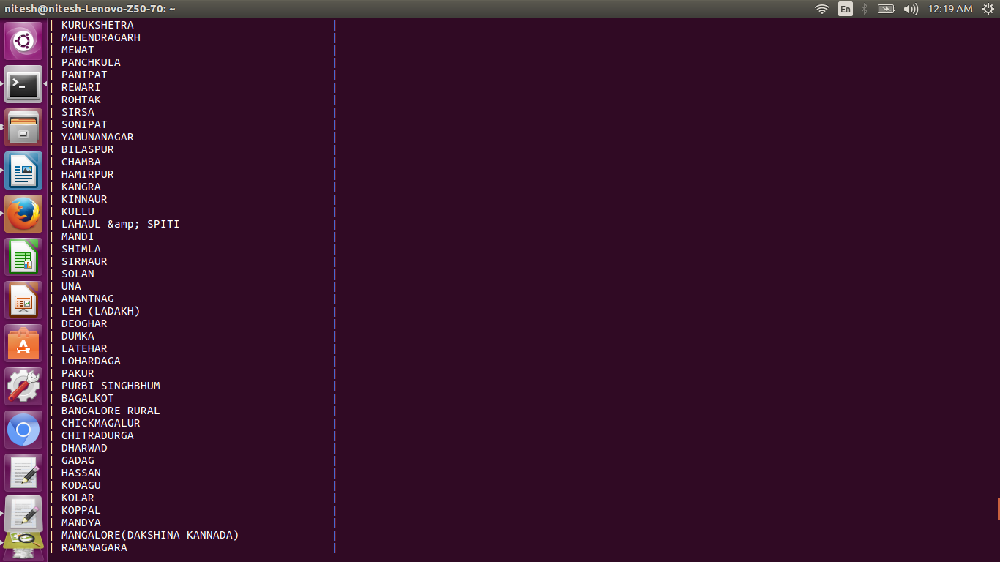 nitesh@nitesh-Lenovo-Z50-70: ~ En 12:19 AM
| KURUKSHETRA |
| MAHENDRAGARH |
| MEWAT |
| PANCHKULA |
| PANIPAT |
| REWARI |
| ROHTAK |
| SIRSA |
| SONIPAT |
| YAMUNANAGAR |
| BILASPUR |
| CHAMBA |
| HAMIRPUR |
| KANGRA |
| KINNAUR |
| KULLU |
| LAHAUL &amp; SPITI |
| MANDI |
| SHIMLA |
| SIRMAUR |
| SOLAN |
| UNA |
| ANANTNAG |
| LEH (LADAKH) |
| DEOGHAR |
| DUMKA |
| LATEHAR |
| LOHARDAGA |
| PAKUR |
| PURBI SINGHBHUM |
| BAGALKOT |
| BANGALORE RURAL |
| CHICKMAGALUR |
| CHITRADURGA |
| DHARWAD |
| GADAG |
| HASSAN |
| KODAGU |
| KOLAR |
| KOPPAL |
| MANDYA |
| MANGALORE(DAKSHINA KANNADA) |
| RAMANAGARA |